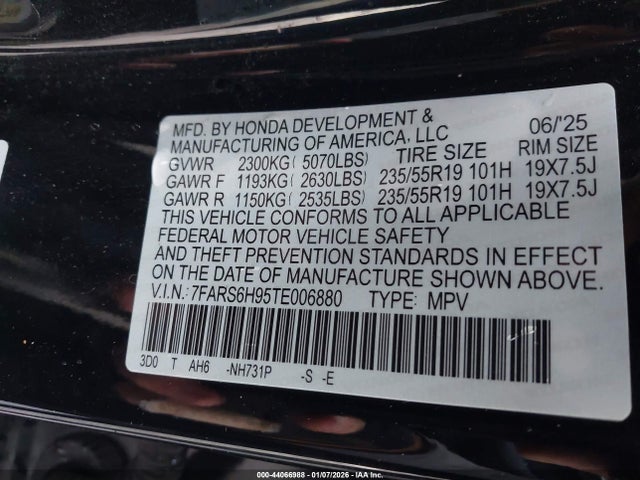 MFD. BY HONDA DEVELOPMENT & 06/'25
MANUFACTURING OF AMERICA, LLC
GVWR 2300KG( 5070LBS) TIRE SIZE RIM SIZE
GAWR F 1193KG( 2630LBS) 235/55R19 101H 19X7.5J
GAWR R 1150KG( 2535LBS) 235/55R19 101H 19X7.5J
THIS VEHICLE CONFORMS TO ALL APPLICABLE
FEDERAL MOTOR VEHICLE SAFETY
AND THEFT PREVENTION STANDARDS IN EFFECT
ON THE DATE OF MANUFACTURE SHOWN ABOVE.
V.I.N.: 7FARS6H95TE006880 TYPE: MPV
3D0 T AH6 -NH731P -S -E
000-44066988 - 01/07/2026 - IAA Inc.